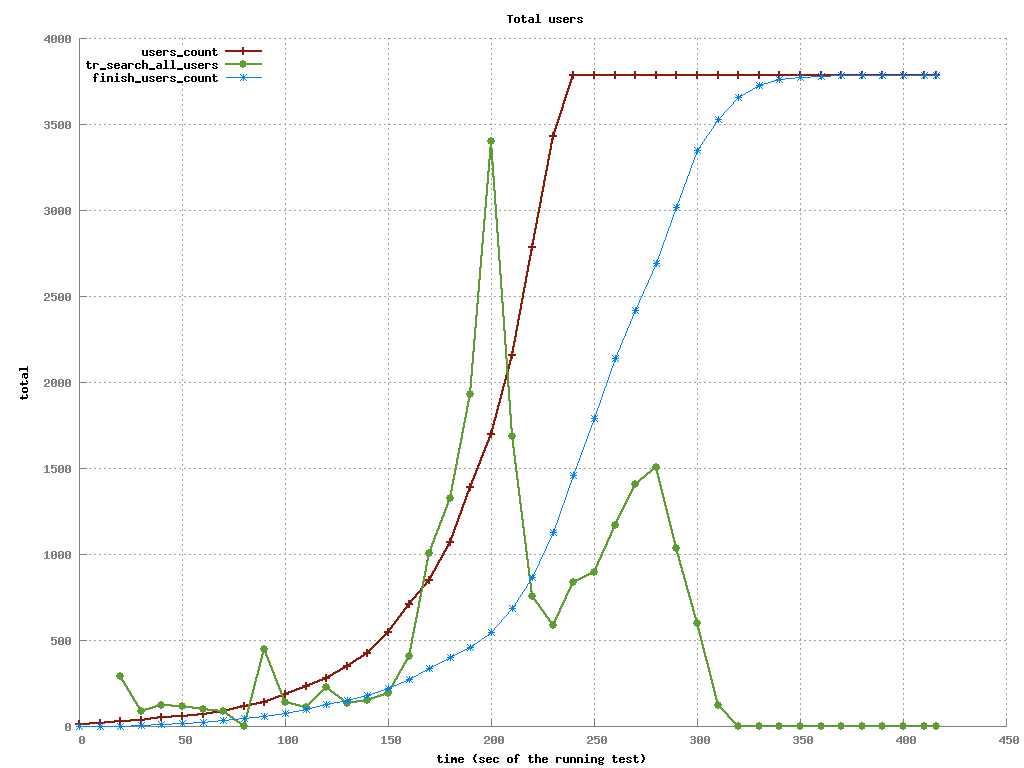 Total users
users_count
tr_search_all_users
finish_users_count
4000
3500
3000
2500
2000
1500
1000
500
0
total
0 50 100 150 200 250 300 350 400 450
time (sec of the running test)